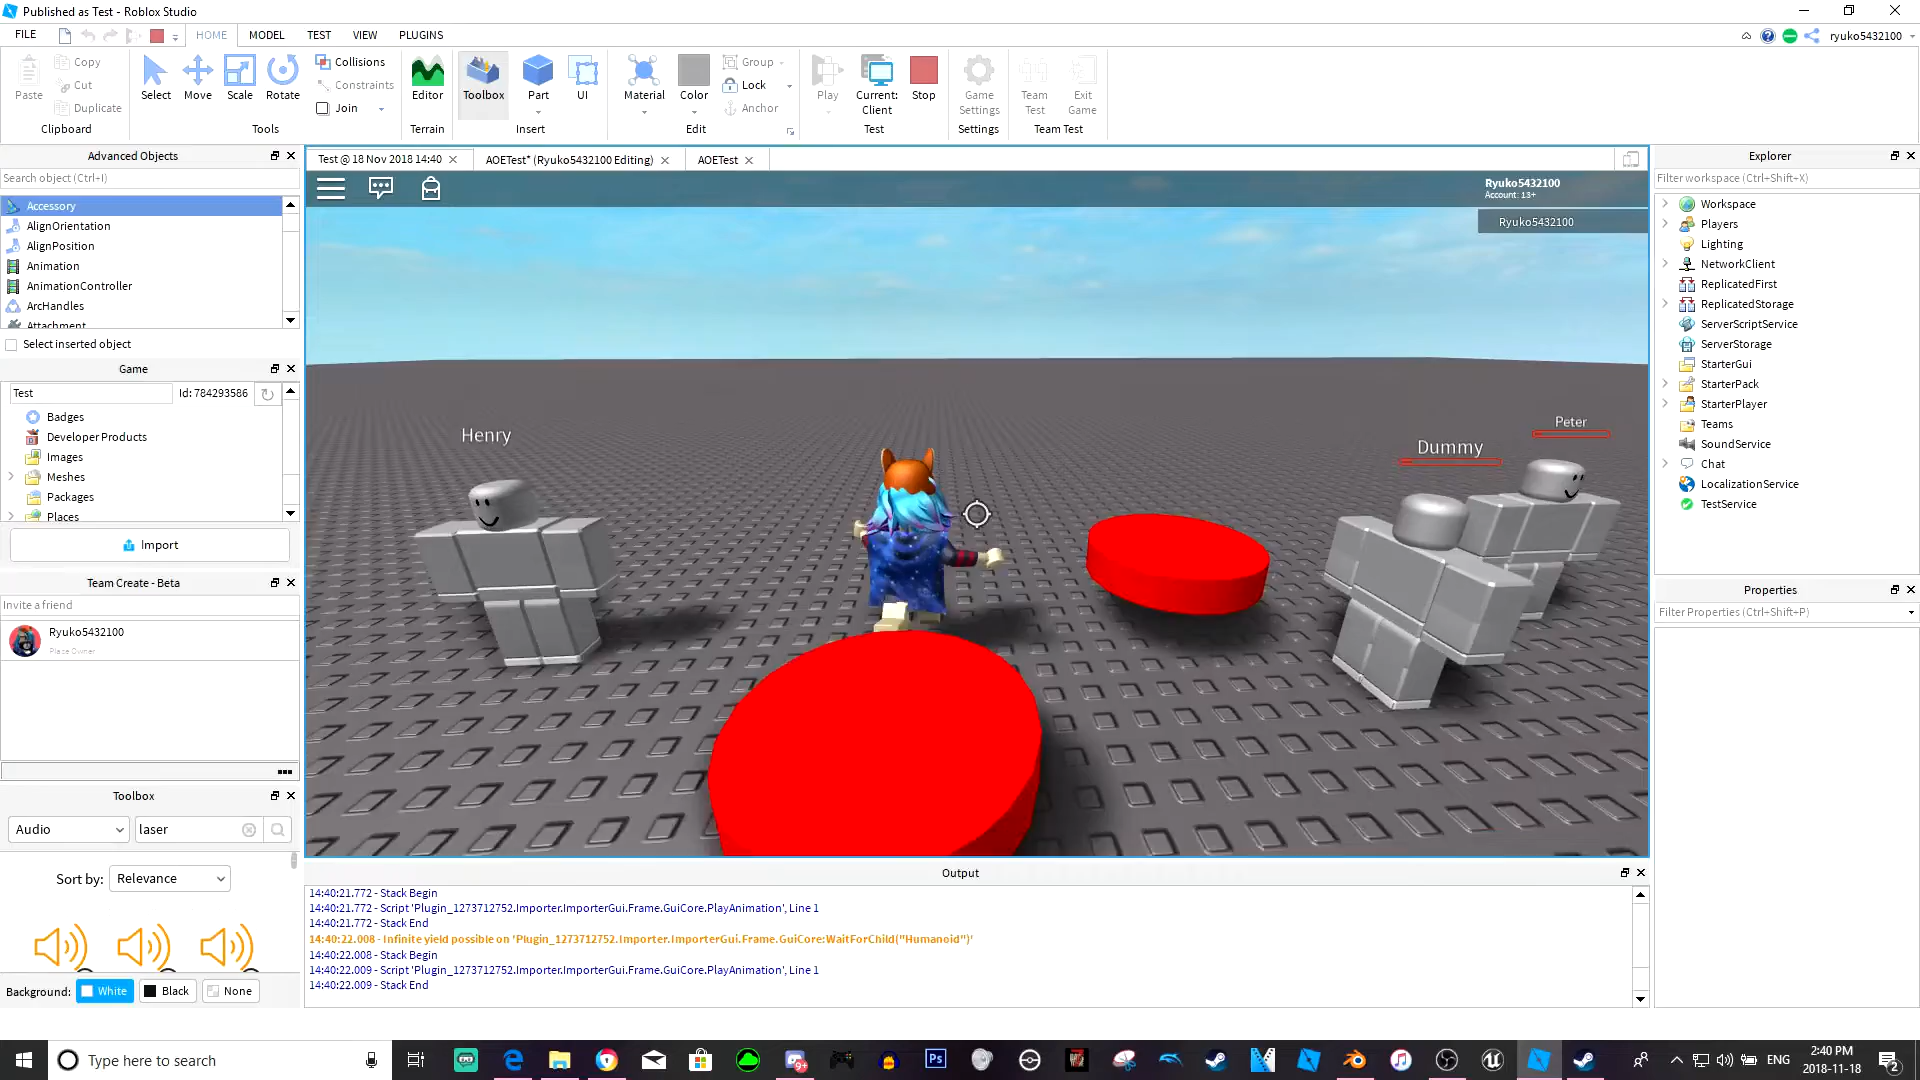 Published as Test - Roblox Studio
FILE
HOME
MODEL
TEST
VIEW
PLUGINS
ryuko5432100
Paste
Copy
Cut
Duplicate
Clipboard
Select
Move
Scale
Rotate
Collisions
Constraints
Join
Tools
Editor
Terrain
Toolbox
Part
UI
Insert
Material
Color
Group
Lock
Anchor
Edit
Play
Current:
Client
Stop
Test
Game
Settings
Settings
Team
Test
Exit
Game
Team Test
Advanced Objects
Search object (Ctrl+I)
Accessory
AlignOrientation
AlignPosition
Animation
AnimationController
ArcHandles
Attachment
Select inserted object
Game
Test
Id: 784293586
Badges
Developer Products
Images
Meshes
Packages
Places
Import
Team Create - Beta
Invite a friend
Ryuko5432100
Place Owner
Toolbox
Audio
laser
Sort by:
Relevance
Background:
White
Black
None
Test @ 18 Nov 2018 14:40
AOETest* (Ryuko5432100 Editing)
AOETest
Ryuko5432100
Account: 13+
Ryuko5432100
Henry
Dummy
Peter
Output
14:40:21.772 - Stack Begin
14:40:21.772 - Script 'Plugin_1273712752.Importer.ImporterGui.Frame.GuiCore.PlayAnimation', Line 1
14:40:21.772 - Stack End
14:40:22.008 - Infinite yield possible on 'Plugin_1273712752.Importer.ImporterGui.Frame.GuiCore:WaitForChild("Humanoid")'
14:40:22.008 - Stack Begin
14:40:22.009 - Script 'Plugin_1273712752.Importer.ImporterGui.Frame.GuiCore.PlayAnimation', Line 1
14:40:22.009 - Stack End
Explorer
Filter workspace (Ctrl+Shift+X)
Workspace
Players
Lighting
NetworkClient
ReplicatedFirst
ReplicatedStorage
ServerScriptService
ServerStorage
StarterGui
StarterPack
StarterPlayer
Teams
SoundService
Chat
LocalizationService
TestService
Properties
Filter Properties (Ctrl+Shift+P)
Type here to search
Ps
9+
ENG
2:40 PM
2018-11-18
2